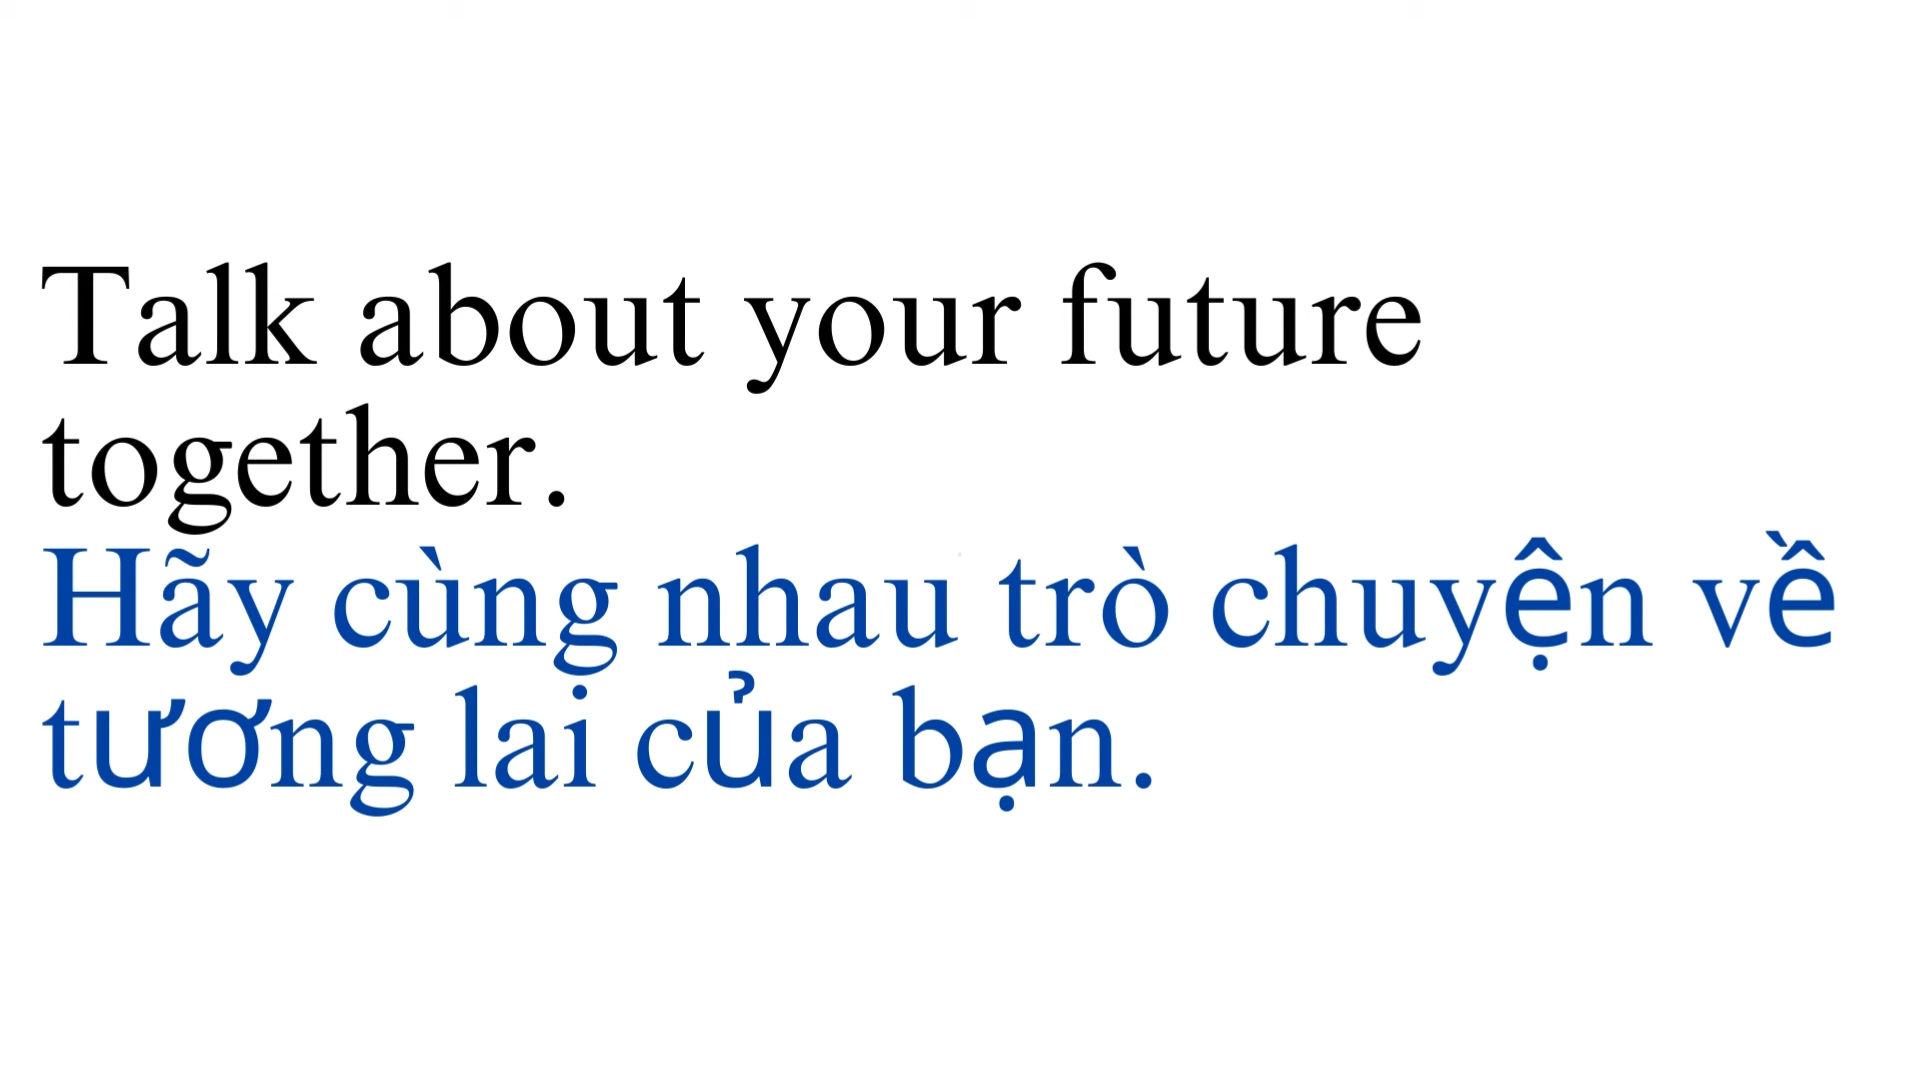 Talk about your future
together.
Hãy cùng nhau trò chuyện về
tương lai của bạn.